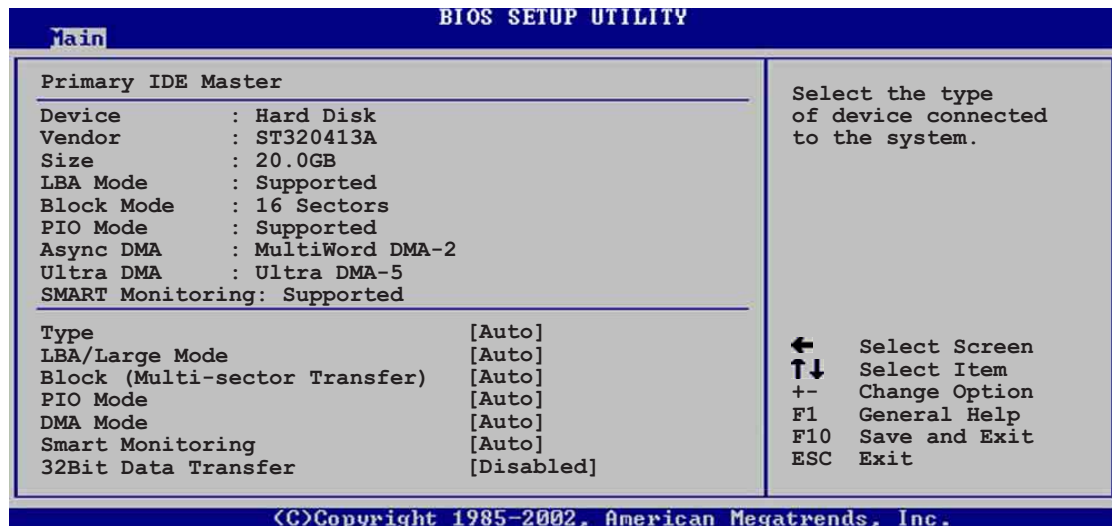 BIOS SETUP UTILITY
Main
Primary IDE Master
Device : Hard Disk
Vendor : ST320413A
Size : 20.0GB
LBA Mode : Supported
Block Mode : 16 Sectors
PIO Mode : Supported
Async DMA : MultiWord DMA-2
Ultra DMA : Ultra DMA-5
SMART Monitoring: Supported
Type [Auto]
LBA/Large Mode [Auto]
Block (Multi-sector Transfer) [Auto]
PIO Mode [Auto]
DMA Mode [Auto]
Smart Monitoring [Auto]
32Bit Data Transfer [Disabled]
Select the type
of device connected
to the system.
← Select Screen
↑↓ Select Item
+- Change Option
F1 General Help
F10 Save and Exit
ESC Exit
(C)Copyright 1985-2002, American Megatrends, Inc.